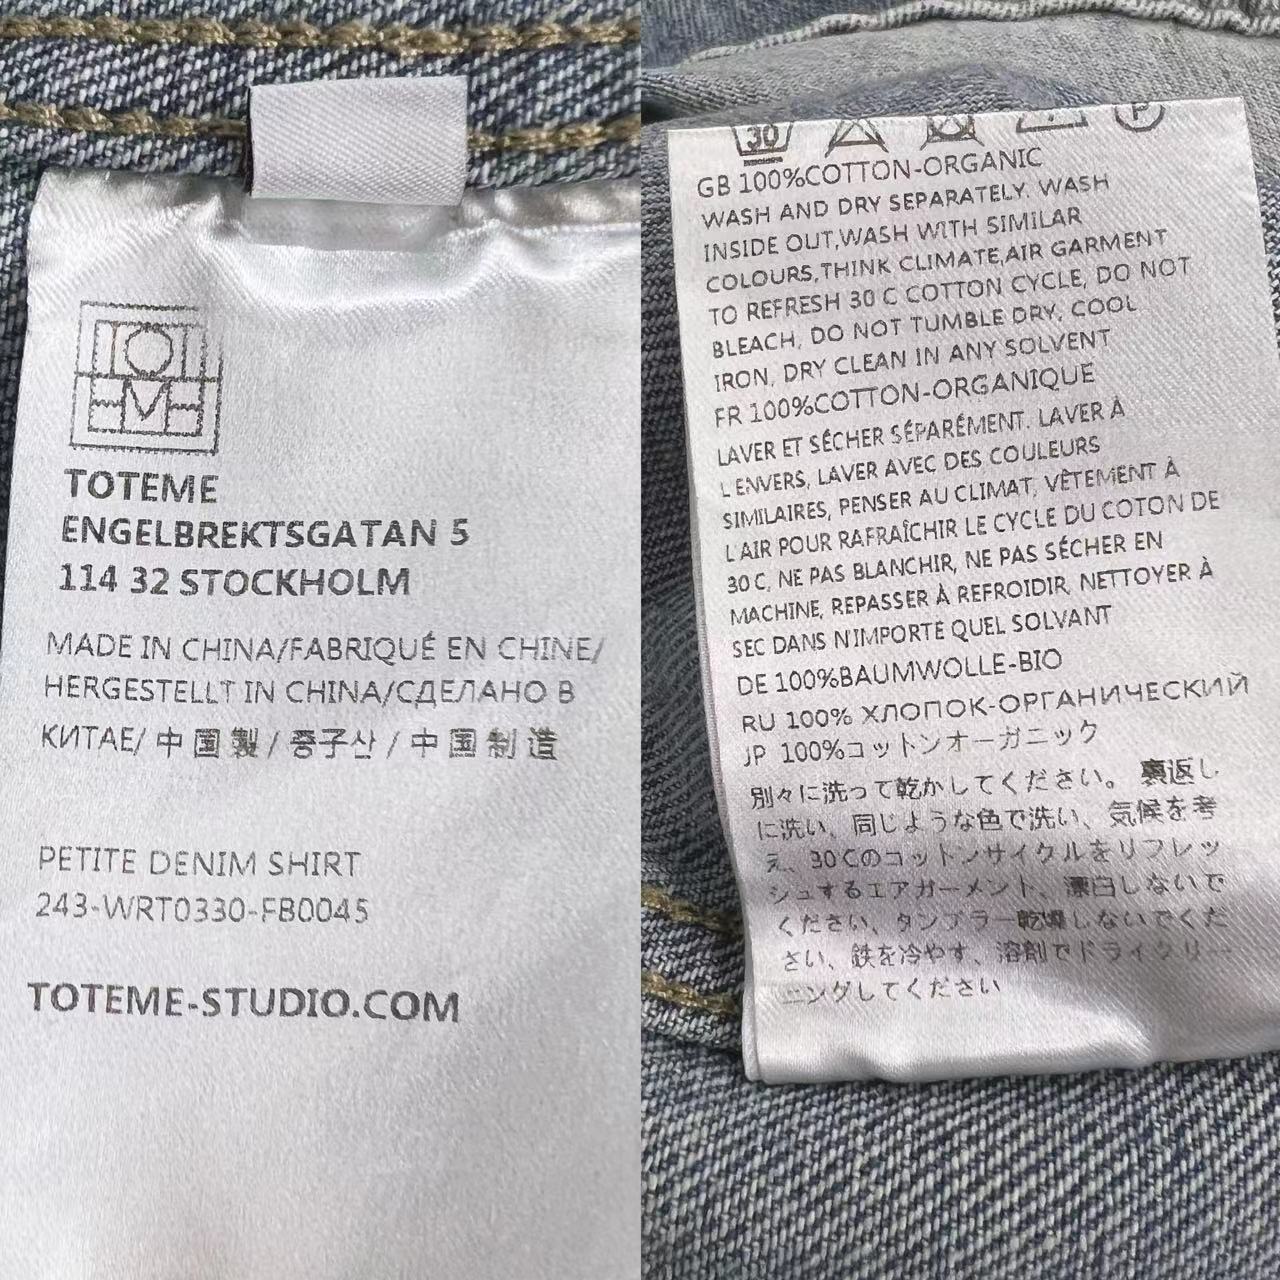 TOTEME
TOTEME
ENGELBREKTSGATAN 5
114 32 STOCKHOLM
MADE IN CHINA/FABRIQUÉ EN CHINE/
HERGESTELLT IN CHINA/СДЕЛАНО В
КИТАЕ/ 中国製 / 중子산 / 中国制造
PETITE DENIM SHIRT
243-WRT0330-FB0045
TOTEME-STUDIO.COM
30 P
GB 100%COTTON-ORGANIC
WASH AND DRY SEPARATELY. WASH
INSIDE OUT,WASH WITH SIMILAR
COLOURS,THINK CLIMATE,AIR GARMENT
TO REFRESH 30 C COTTON CYCLE, DO NOT
BLEACH, DO NOT TUMBLE DRY, COOL
IRON, DRY CLEAN IN ANY SOLVENT
FR 100%COTTON-ORGANIQUE
LAVER ET SÉCHER SÉPARÉMENT. LAVER À
L'ENVERS, LAVER AVEC DES COULEURS
SIMILAIRES, PENSER AU CLIMAT, VÊTEMENT À
L'AIR POUR RAFRAÎCHIR LE CYCLE DU COTON DE
30 C, NE PAS BLANCHIR, NE PAS SÉCHER EN
MACHINE, REPASSER À REFROIDIR, NETTOYER À
SEC DANS N'IMPORTE QUEL SOLVANT
DE 100%BAUMWOLLE-BIO
RU 100% ХЛОПОК-ОРГАНИЧЕСКИЙ
JP 100%コットンオーガニック
別々に洗って乾かしてください。 裏返し
に洗い、同じような色で洗い、気候を考
え、30 Cのコットンサイクルをリフレッ
シュするエアガーメント、漂白しないで
ください、タンブラー乾燥しないでくだ
さい、鉄を冷やす、溶剤でドライクリー
ニングしてください